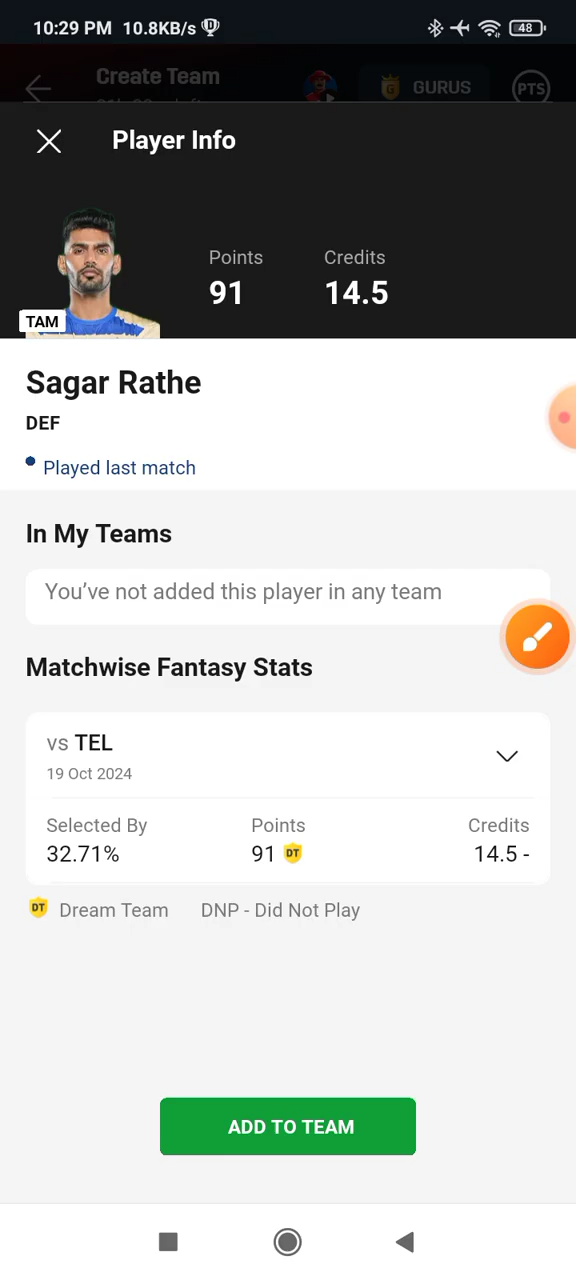 10:29 PM 10.8KB/s
48
Create Team
GURUS
PTS
Player Info
Points
Credits
91
14.5
TAM
Sagar Rathe
DEF
Played last match
In My Teams
You’ve not added this player in any team
Matchwise Fantasy Stats
vs TEL
19 Oct 2024
Selected By
Points
Credits
32.71%
91 DT
14.5 -
DT Dream Team
DNP - Did Not Play
ADD TO TEAM